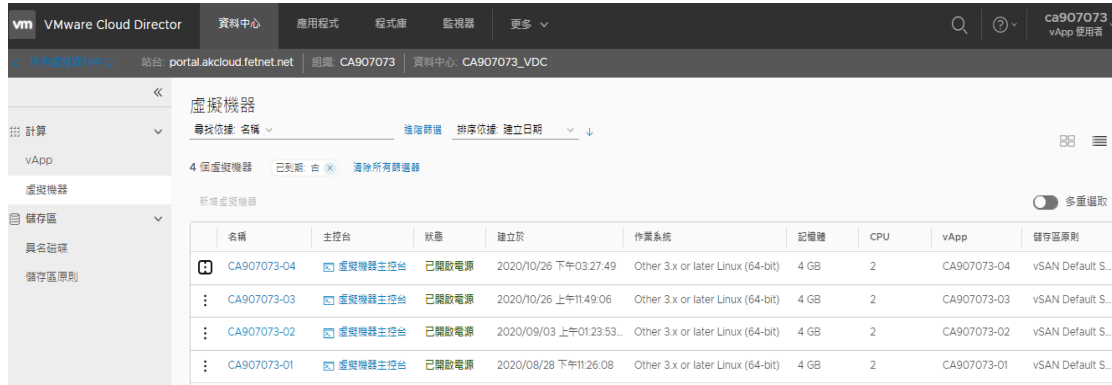 vm VMware Cloud Director 資料中心 應用程式 程式庫 監視器 更多 ca907073
vApp 使用者
站台: portal.akcloud.fetnet.net 組織: CA907073 資料中心: CA907073_VDC
虛擬機器
計算
尋找依據: 名稱 進階篩選 排序依據: 建立日期
vApp
4 個虛擬機器 已到期: 否 清除所有篩選器
虛擬機器
新增虛擬機器 多重選取
儲存區
具名磁碟
儲存區原則
名稱 主控台 狀態 建立於 作業系統 記憶體 CPU vApp 儲存區原則
CA907073-04 虛擬機器主控台 已開啟電源 2020/10/26 下午03:27:49 Other 3.x or later Linux (64-bit) 4 GB 2 CA907073-04 vSAN Default S...
CA907073-03 虛擬機器主控台 已開啟電源 2020/10/26 上午11:49:06 Other 3.x or later Linux (64-bit) 4 GB 2 CA907073-03 vSAN Default S...
CA907073-02 虛擬機器主控台 已開啟電源 2020/09/03 上午01:23:53... Other 3.x or later Linux (64-bit) 4 GB 2 CA907073-02 vSAN Default S...
CA907073-01 虛擬機器主控台 已開啟電源 2020/08/28 下午11:26:08 Other 3.x or later Linux (64-bit) 4 GB 2 CA907073-01 vSAN Default S...